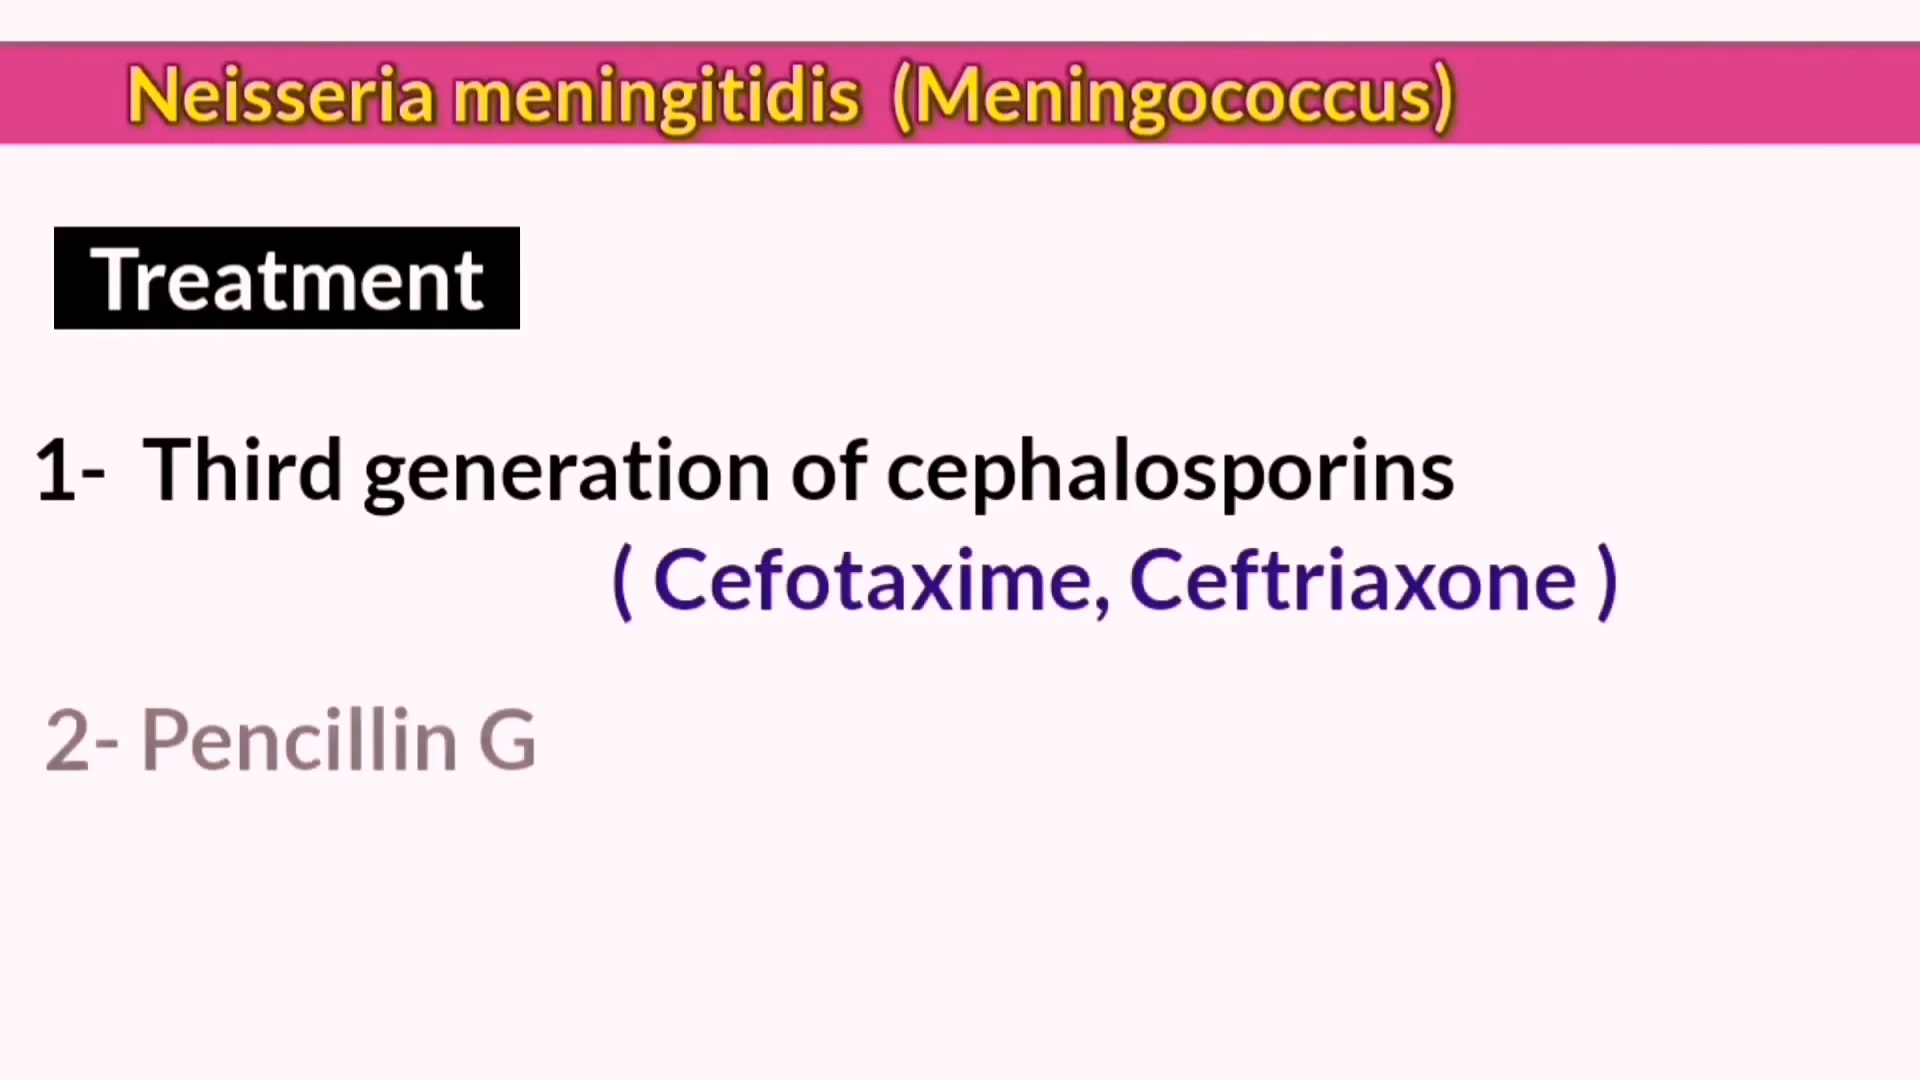 Neisseria meningitidis (Meningococcus)
Treatment
1- Third generation of cephalosporins
( Cefotaxime, Ceftriaxone )
2- Pencillin G